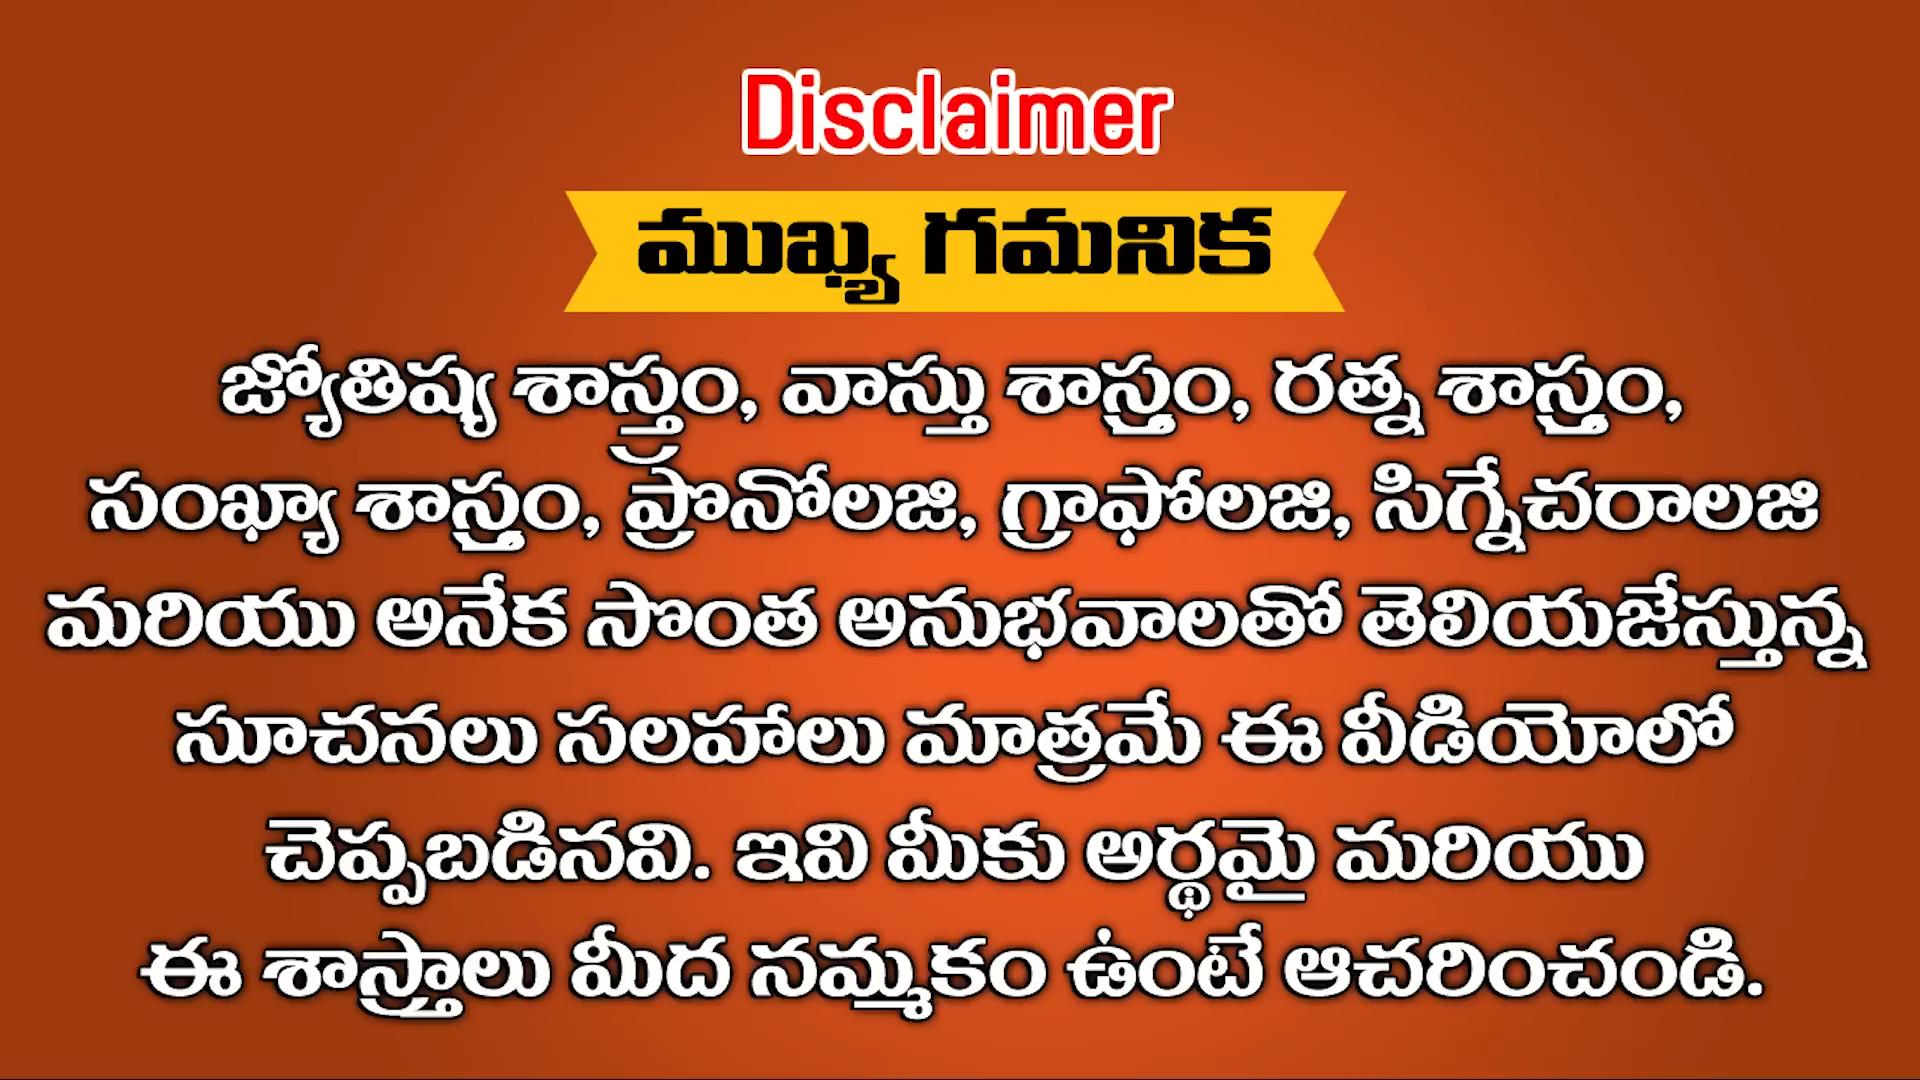 Disclaimer
ముఖ్య గమనిక
జ్యోతిష్య శాస్త్రం, వాస్తు శాస్త్రం, రత్న శాస్త్రం,
సంఖ్యా శాస్త్రం, ప్రొనోలజి, గ్రాఫోలజి, సిగ్నేచరాలజి
మరియు అనేక సొంత అనుభవాలతో తెలియజేస్తున్న
సూచనలు సలహాలు మాత్రమే ఈ వీడియోలో
చెప్పబడినవి. ఇవి మీకు అర్థమై మరియు
ఈ శాస్త్రాలు మీద నమ్మకం ఉంటే ఆచరించండి.